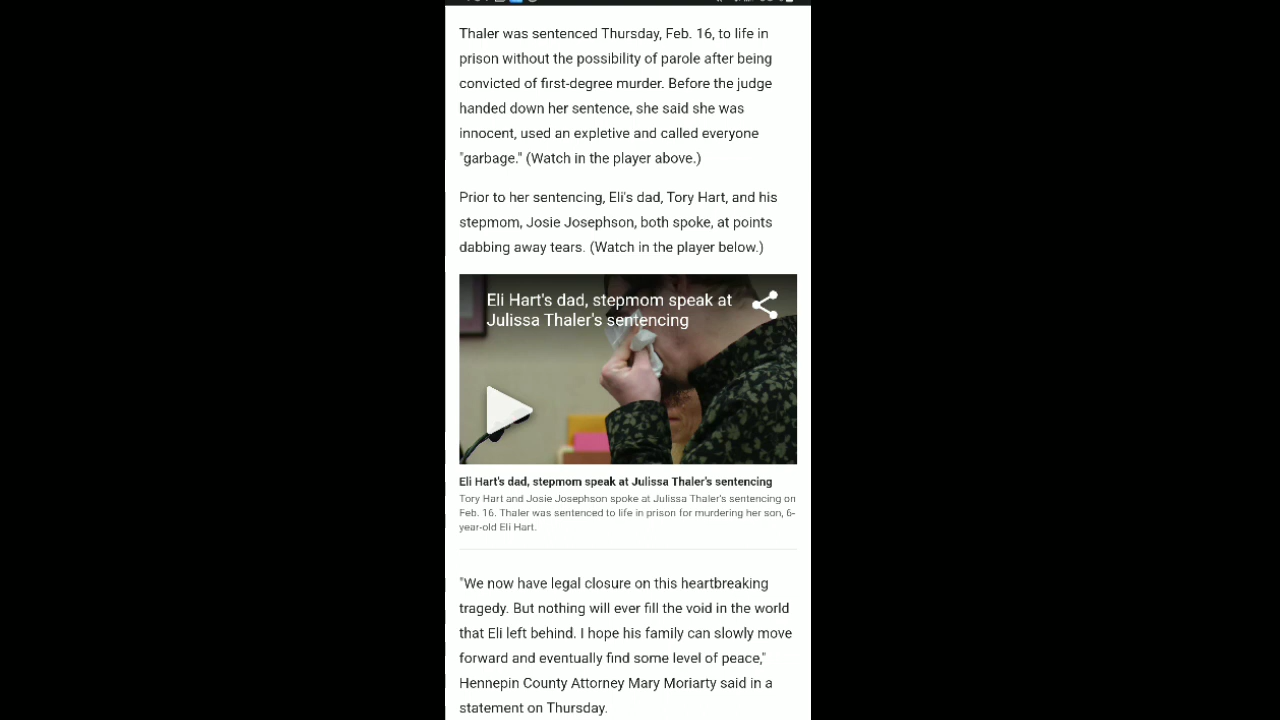 Thaler was sentenced Thursday, Feb. 16, to life in
prison without the possibility of parole after being
convicted of first-degree murder. Before the judge
handed down her sentence, she said she was
innocent, used an expletive and called everyone
"garbage." (Watch in the player above.)
Prior to her sentencing, Eli's dad, Tory Hart, and his
stepmom, Josie Josephson, both spoke, at points
dabbing away tears. (Watch in the player below.)
Eli Hart's dad, stepmom speak at
Julissa Thaler's sentencing
Eli Hart's dad, stepmom speak at Julissa Thaler's sentencing
Tory Hart and Josie Josephson spoke at Julissa Thaler's sentencing on
Feb. 16. Thaler was sentenced to life in prison for murdering her son, 6-
year-old Eli Hart.
"We now have legal closure on this heartbreaking
tragedy. But nothing will ever fill the void in the world
that Eli left behind. I hope his family can slowly move
forward and eventually find some level of peace,"
Hennepin County Attorney Mary Moriarty said in a
statement on Thursday.